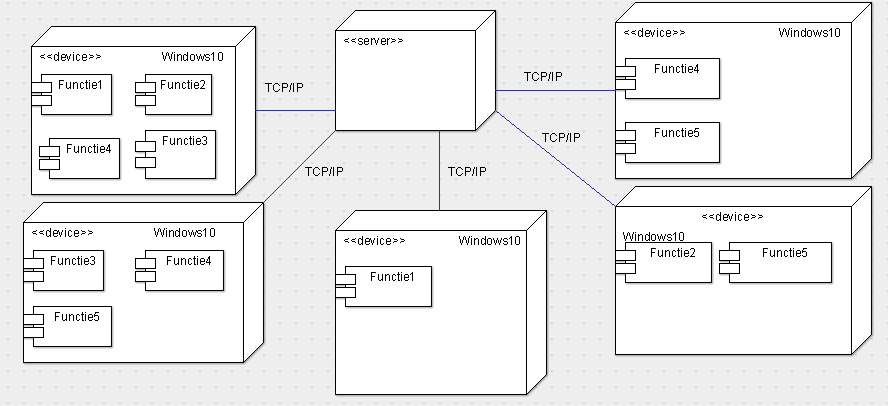 <<device>> Windows10
Functie1 Functie2
Functie4 Functie3
TCP/IP
<<server>>
TCP/IP
Windows10
Functie4
Functie5
TCP/IP
TCP/IP
TCP/IP
<<device>> Windows10
Functie3 Functie4
Functie5
<<device>> Windows10
Functie1
<<device>>
Windows10
Functie2 Functie5